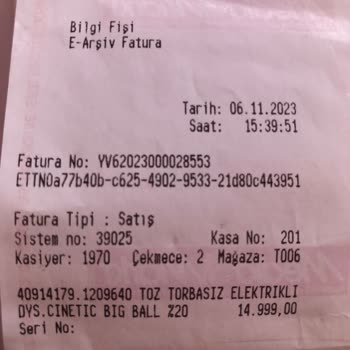 Bilgi Fişi
E-Arşiv Fatura
Tarih: 06.11.2023
Saat: 15:39:51
Fatura No: YV62023000028553
ETTN0a77b40b-c625-4902-9533-21d80c443951
Fatura Tipi : Satış
Sistem no: 39025 Kasa No: 201
Kasiyer: 1970 Çekmece: 2 Mağaza: T006
40914179.1209640 TOZ TORBASIZ ELEKTRIKLI
DYS.CINETIC BIG BALL %20 14.999,00
Seri No: